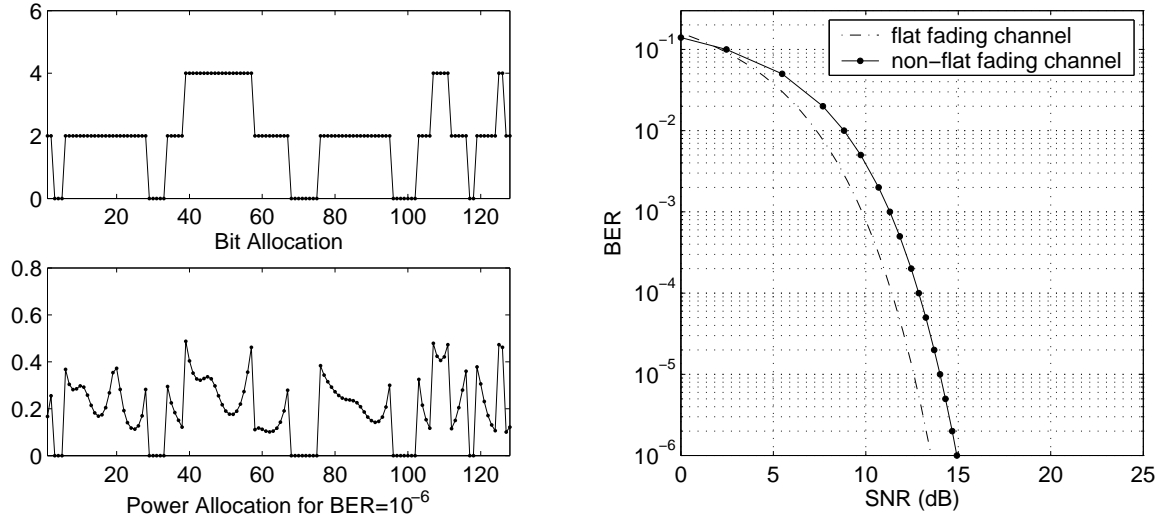 6
4
2
0
20 40 60 80 100 120
Bit Allocation
0.8
0.6
0.4
0.2
0
20 40 60 80 100 120
Power Allocation for BER=10⁻⁶
flat fading channel
non−flat fading channel
BER
10⁻¹
10⁻²
10⁻³
10⁻⁴
10⁻⁵
10⁻⁶
0 5 10 15 20 25
SNR (dB)